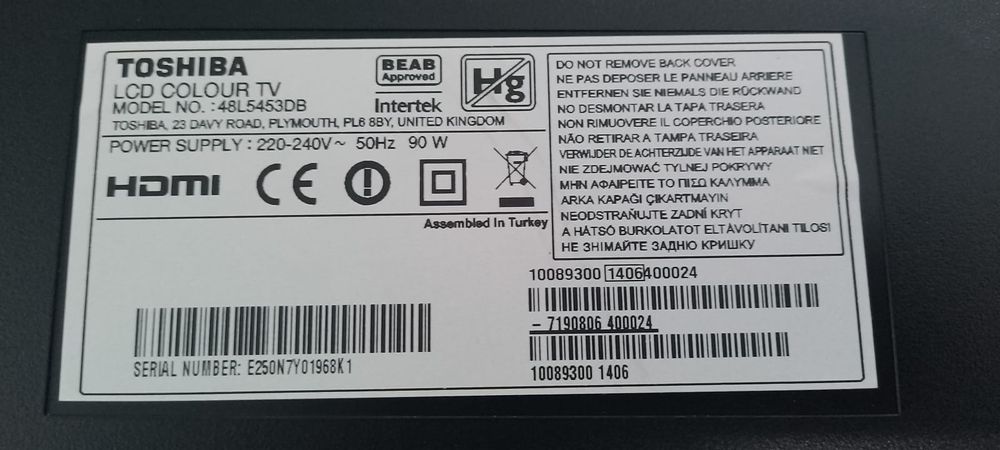 TOSHIBA
LCD COLOUR TV
MODEL NO. :48L5453DB
TOSHIBA, 23 DAVY ROAD, PLYMOUTH, PL6 8BY, UNITED KINGDOM
BEAB
Approved
Intertek
Hg
POWER SUPPLY : 220-240V~ 50Hz 90 W
HDMI CE
Assembled In Turkey
DO NOT REMOVE BACK COVER
NE PAS DEPOSER LE PANNEAU ARRIERE
ENTFERNEN SIE NIEMALS DIE RÜCKWAND
NO DESMONTAR LA TAPA TRASERA
NON RIMUOVERE IL COPERCHIO POSTERIORE
NÃO RETIRAR A TAMPA TRASEIRA
VERWIJDER DE ACHTERZIJDE VAN HET APPARAAT NIET
NIE ZDEJMOWAĆ TYLNEJ POKRYWY
ΜΗΝ ΑΦΑΙΡΕΙΤΕ ΤΟ ΠΙΣΩ ΚΑΛΥΜΜΑ
ARKA KAPAĞI ÇIKARTMAYIN
NEODSTRAŇUJTE ZADNÍ KRYT
A HÁTSÓ BURKOLATOT ELTÁVOLÍTANI TILOS!
НЕ ЗНІМАЙТЕ ЗАДНЮ КРИШКУ
10089300 1406400024
- 7190806 400024
10089300 1406
SERIAL NUMBER: E250N7Y01968K1